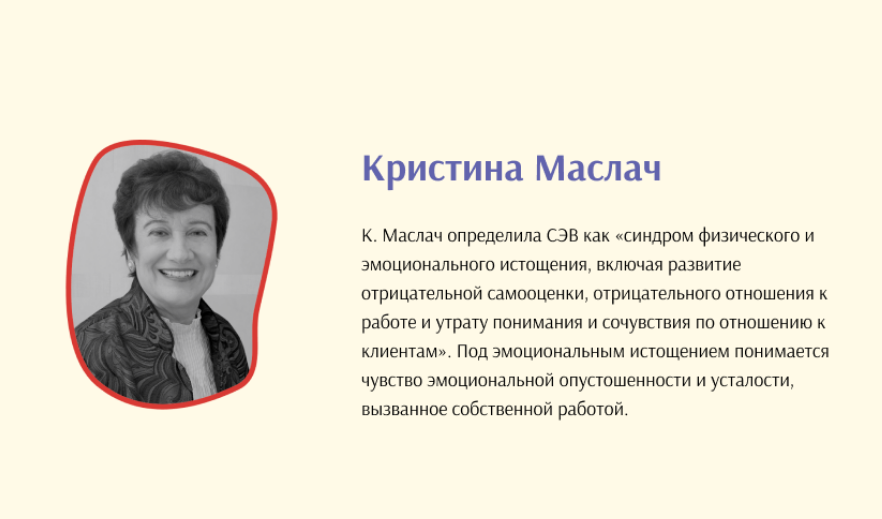 Кристина Маслач
К. Маслач определила СЭВ как «синдром физического и
эмоционального истощения, включая развитие
отрицательной самооценки, отрицательного отношения к
работе и утрату понимания и сочувствия по отношению к
клиентам». Под эмоциональным истощением понимается
чувство эмоциональной опустошенности и усталости,
вызванное собственной работой.